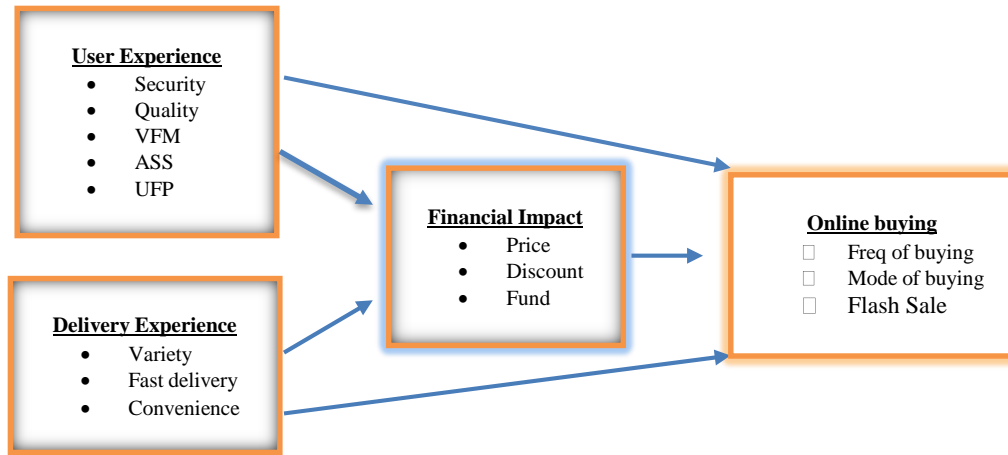 User Experience
• Security
• Quality
• VFM
• ASS
• UFP
Delivery Experience
• Variety
• Fast delivery
• Convenience
Financial Impact
• Price
• Discount
• Fund
Online buying
 Freq of buying
 Mode of buying
 Flash Sale